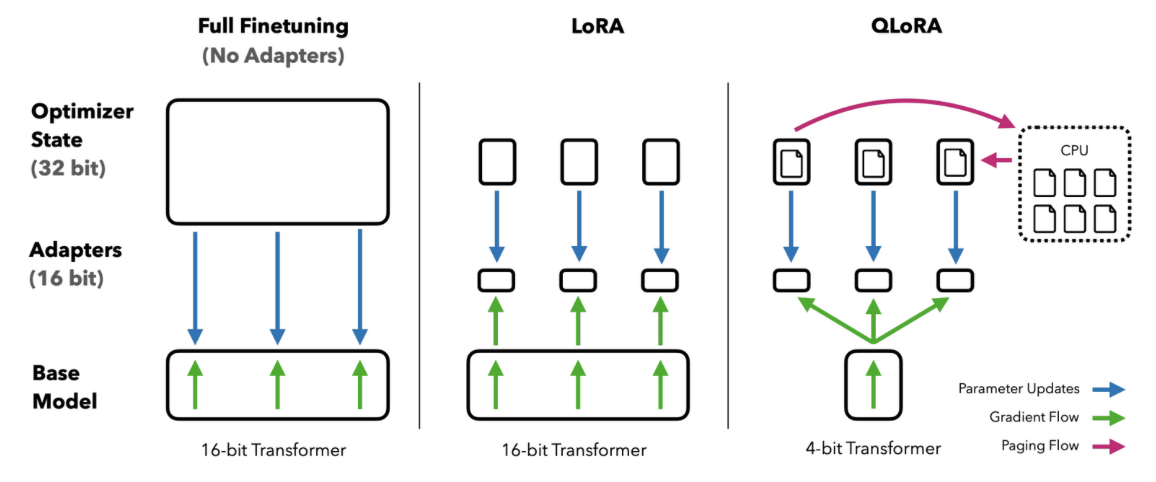 Full Finetuning
(No Adapters)
LoRA
QLoRA
Optimizer
State
(32 bit)
CPU
Adapters
(16 bit)
Base
Model
Parameter Updates
Gradient Flow
Paging Flow
16-bit Transformer
16-bit Transformer
4-bit Transformer